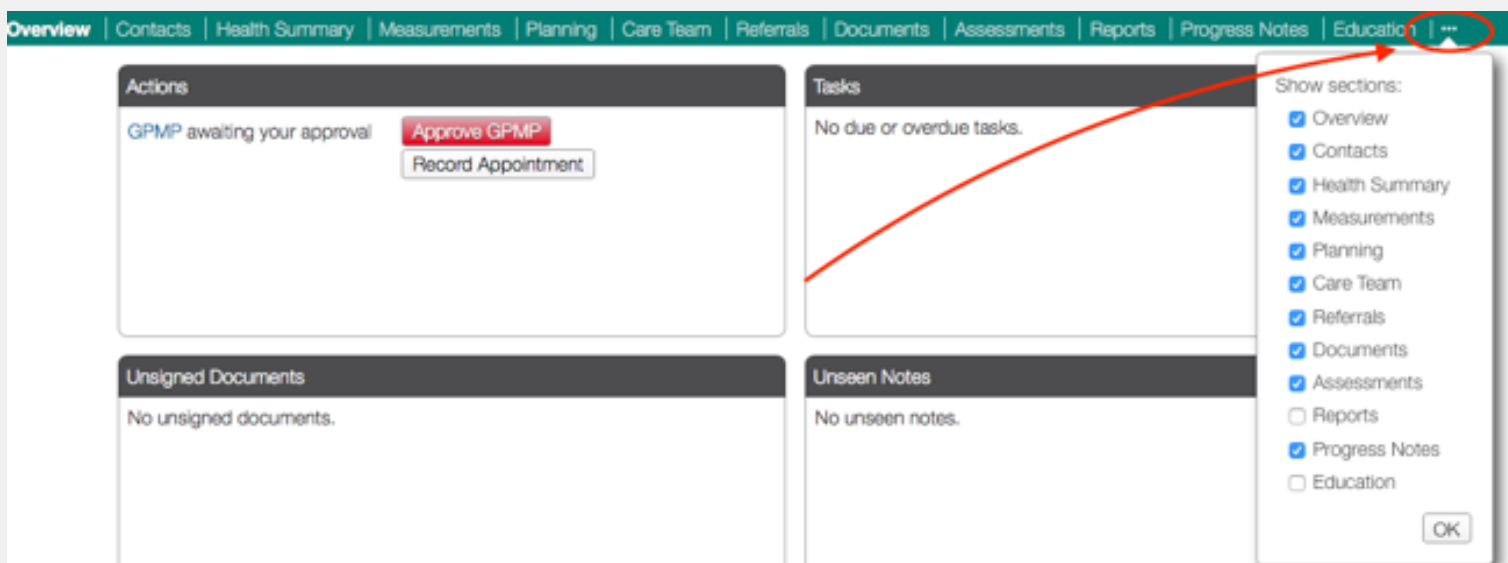 Overview | Contacts | Health Summary | Measurements | Planning | Care Team | Referrals | Documents | Assessments | Reports | Progress Notes | Education | ...
Actions
GPMP awaiting your approval
Approve GPMP
Record Appointment
Tasks
No due or overdue tasks.
Unsigned Documents
No unsigned documents.
Unseen Notes
No unseen notes.
Show sections:
Overview
Contacts
Health Summary
Measurements
Planning
Care Team
Referrals
Documents
Assessments
Reports
Progress Notes
Education
OK